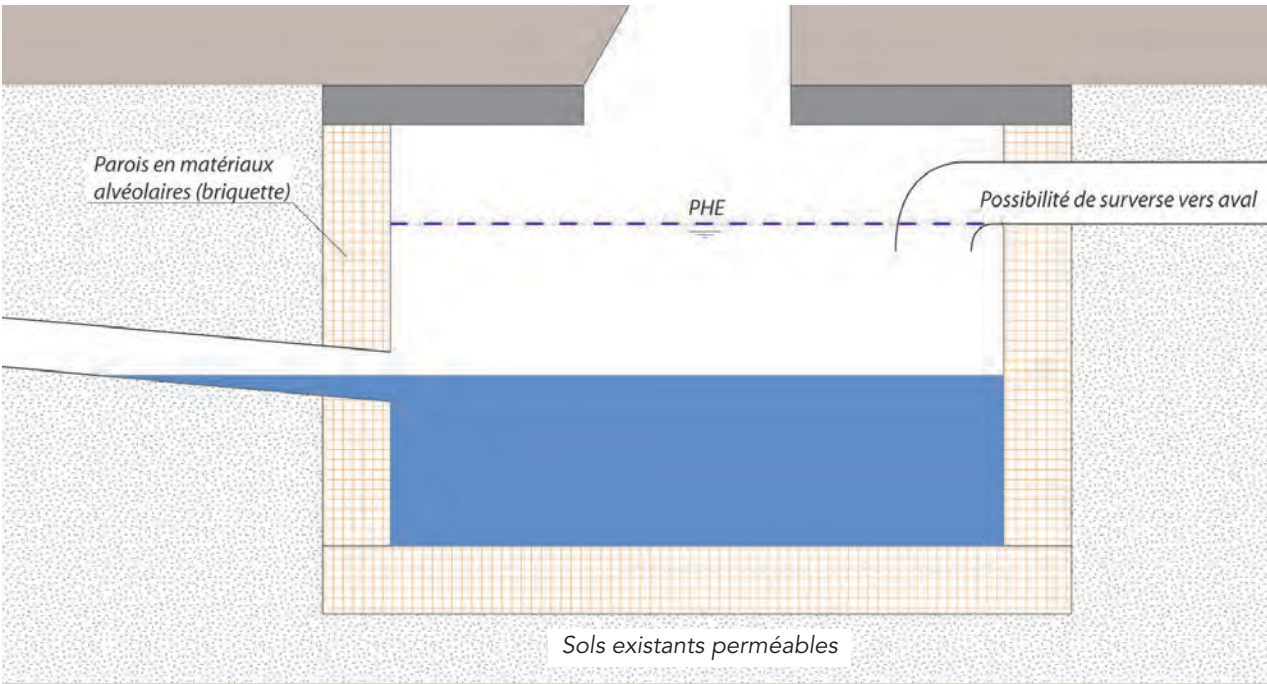 Parois en matériaux
alvéolaires (briquette)
PHE
Possibilité de surverse vers aval
Sols existants perméables